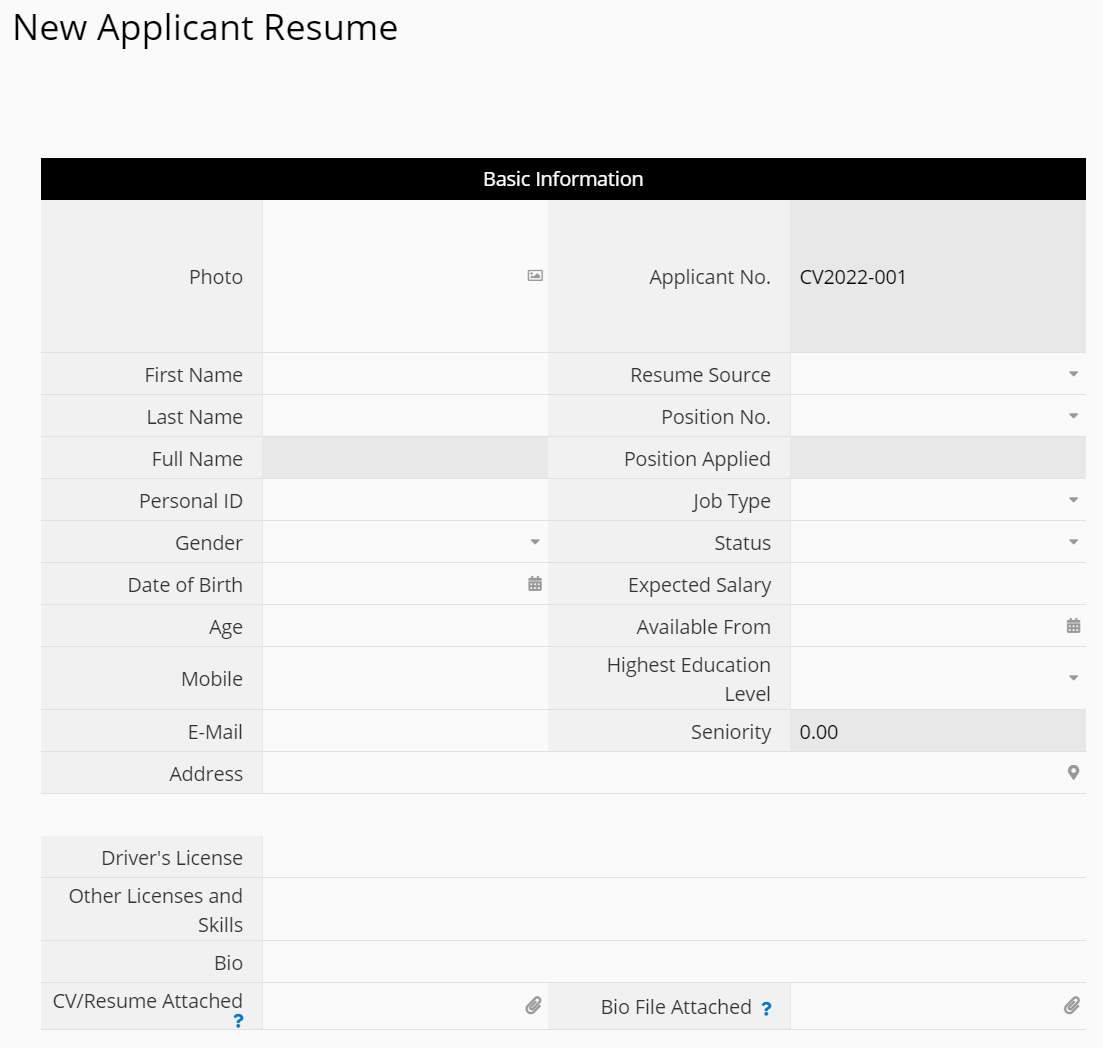 New Applicant Resume
Basic Information
Photo
Applicant No.
CV2022-001
First Name
Resume Source
Last Name
Position No.
Full Name
Position Applied
Personal ID
Job Type
Gender
Status
Date of Birth
Expected Salary
Age
Available From
Mobile
Highest Education
Level
E-Mail
Seniority
0.00
Address
Driver's License
Other Licenses and
Skills
Bio
CV/Resume Attached
?
Bio File Attached ?